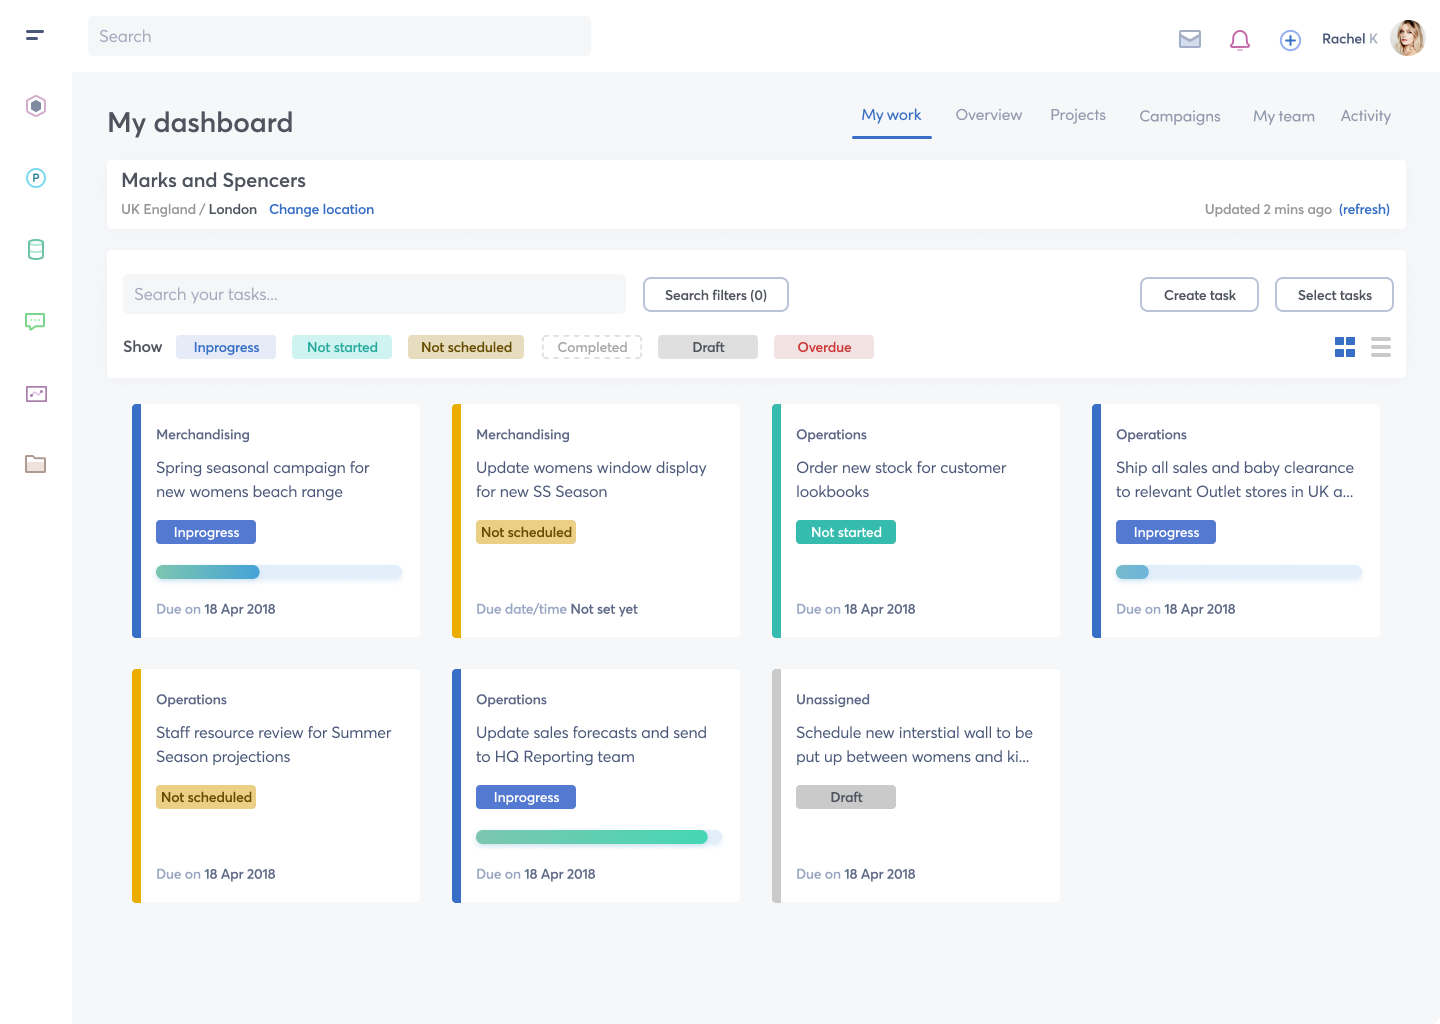 Search
Rachel K
P
My dashboard
My work Overview Projects Campaigns My team Activity
Marks and Spencers
UK England / London Change location
Updated 2 mins ago (refresh)
Search your tasks...
Search filters (0)
Create task
Select tasks
Show Inprogress Not started Not scheduled Completed Draft Overdue
Merchandising
Spring seasonal campaign for
new womens beach range
Inprogress
Due on 18 Apr 2018
Merchandising
Update womens window display
for new SS Season
Not scheduled
Due date/time Not set yet
Operations
Order new stock for customer
lookbooks
Not started
Due on 18 Apr 2018
Operations
Ship all sales and baby clearance
to relevant Outlet stores in UK a...
Inprogress
Due on 18 Apr 2018
Operations
Staff resource review for Summer
Season projections
Not scheduled
Due on 18 Apr 2018
Operations
Update sales forecasts and send
to HQ Reporting team
Inprogress
Due on 18 Apr 2018
Unassigned
Schedule new interstial wall to be
put up between womens and ki...
Draft
Due on 18 Apr 2018